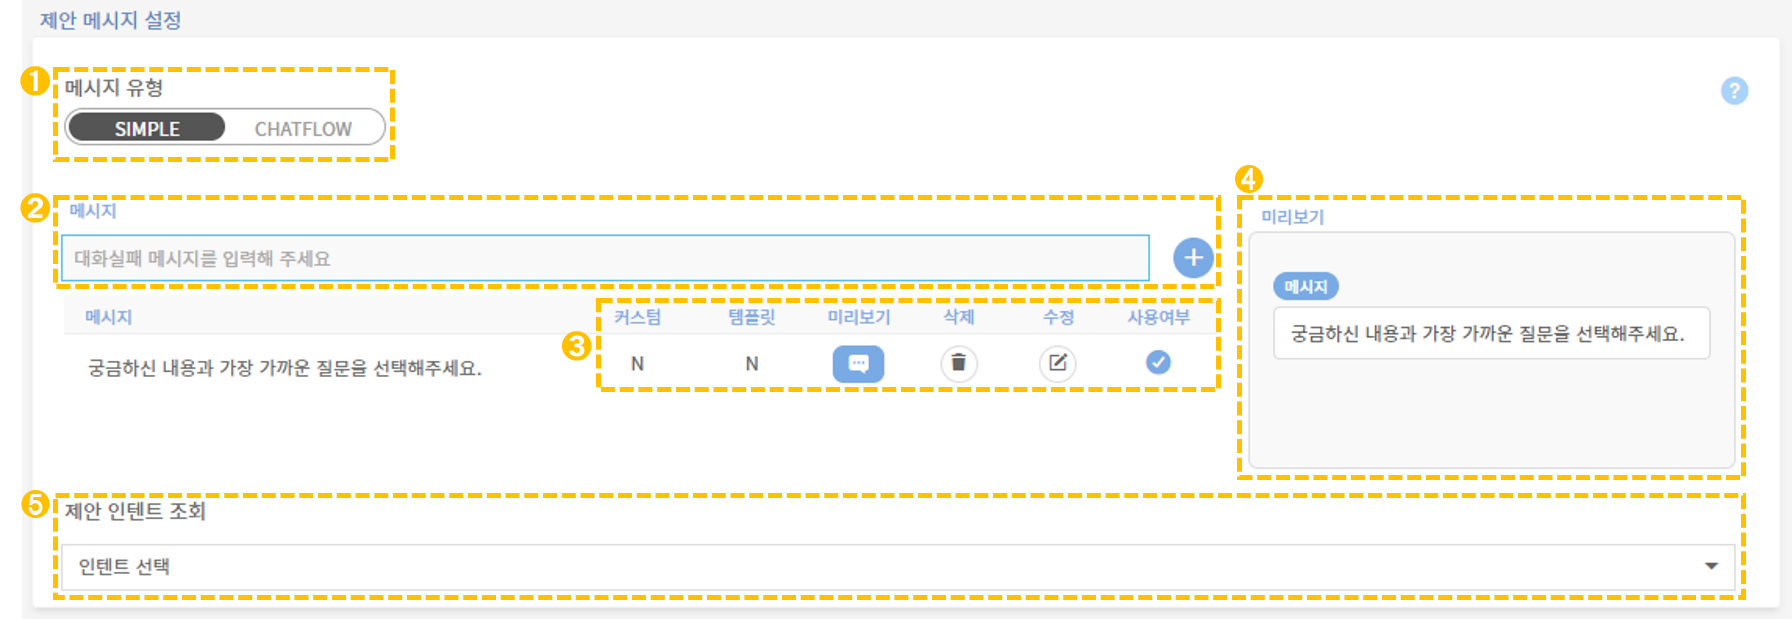 제안 메시지 설정
1 메시지 유형
SIMPLE CHATFLOW
?
2 메시지
대화실패 메시지를 입력해 주세요
+
메시지
3 커스텀 템플릿 미리보기 삭제 수정 사용여부
궁금하신 내용과 가장 가까운 질문을 선택해주세요. N N
4 미리보기
메시지
궁금하신 내용과 가장 가까운 질문을 선택해주세요.
5 제안 인텐트 조회
인텐트 선택